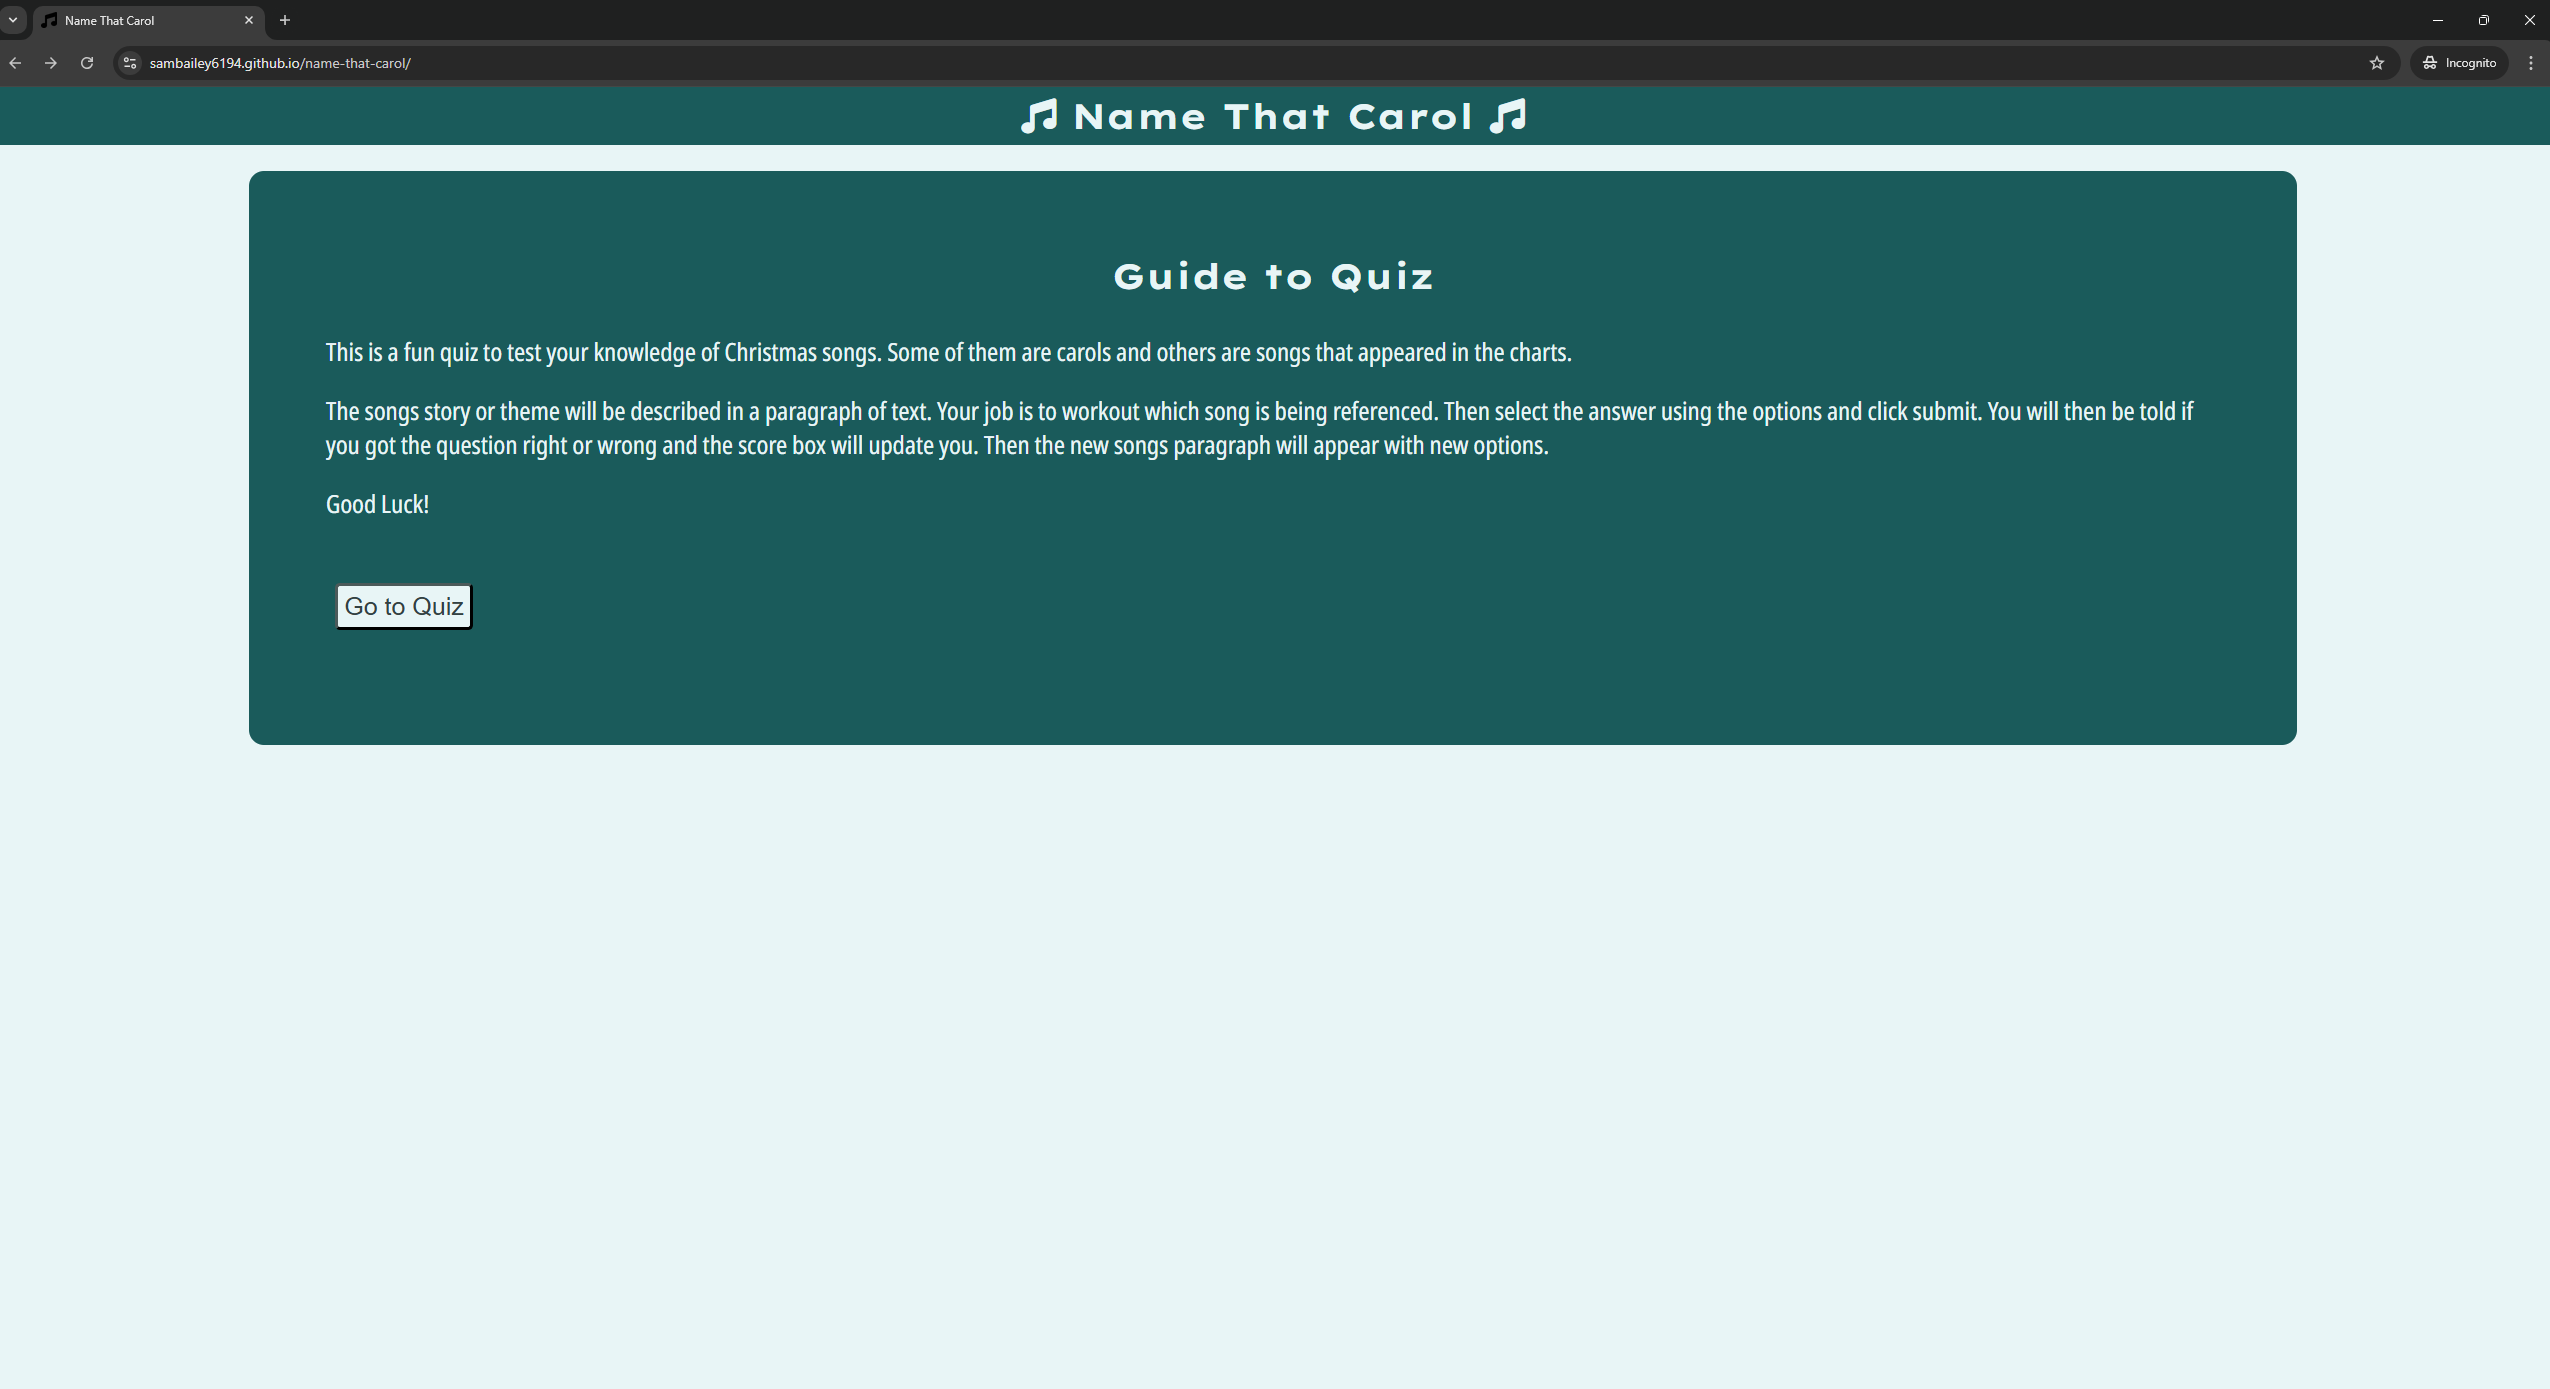 Name That Carol
sambailey6194.github.io/name-that-carol/
Incognito
Name That Carol
Guide to Quiz
This is a fun quiz to test your knowledge of Christmas songs. Some of them are carols and others are songs that appeared in the charts.
The songs story or theme will be described in a paragraph of text. Your job is to workout which song is being referenced. Then select the answer using the options and click submit. You will then be told if
you got the question right or wrong and the score box will update you. Then the new songs paragraph will appear with new options.
Good Luck!
Go to Quiz